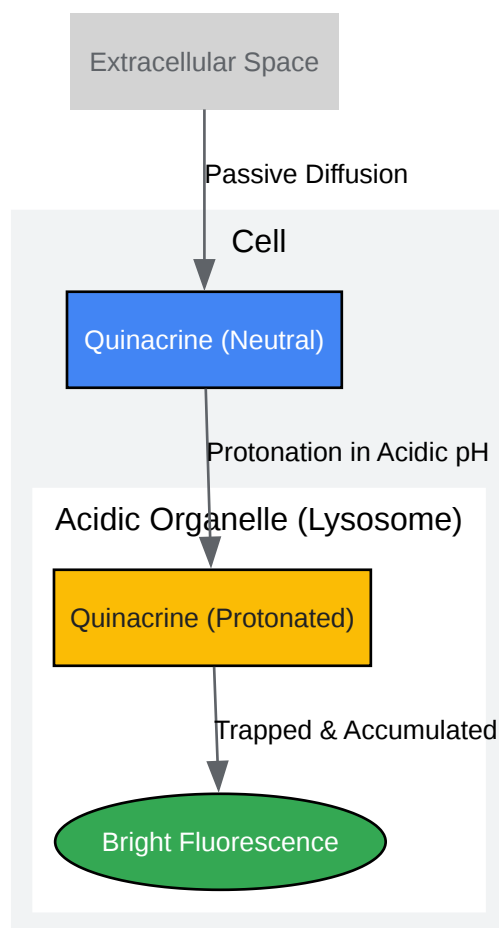 Extracellular Space
Passive Diffusion
Cell
Quinacrine (Neutral)
Protonation in Acidic pH
Acidic Organelle (Lysosome)
Quinacrine (Protonated)
Trapped & Accumulated
Bright Fluorescence